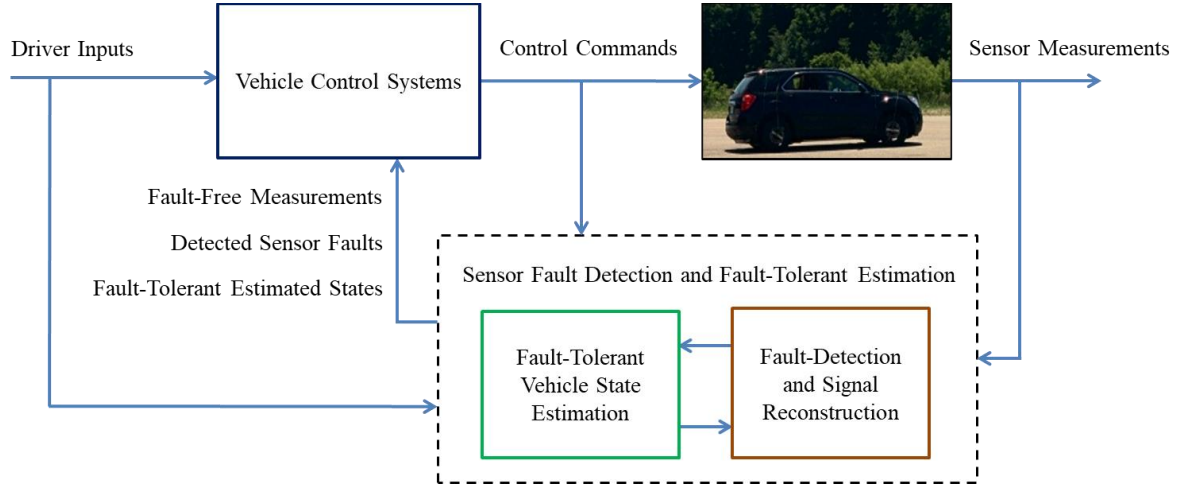 Driver Inputs
Control Commands
Sensor Measurements
Vehicle Control Systems
Fault-Free Measurements
Detected Sensor Faults
Fault-Tolerant Estimated States
Sensor Fault Detection and Fault-Tolerant Estimation
Fault-Tolerant
Vehicle State
Estimation
Fault-Detection
and Signal
Reconstruction